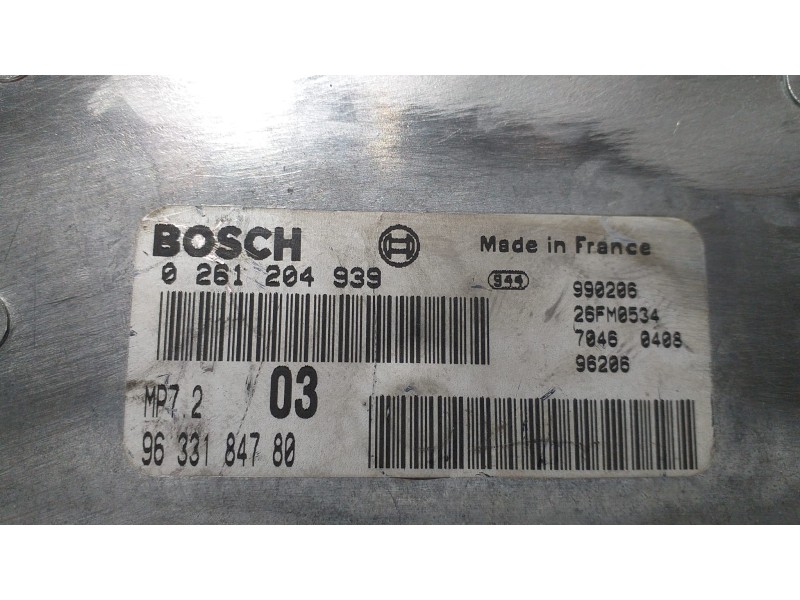 BOSCH Made in France
0 261 204 939 944 990206
26FM0534
7046 0408
96206
MP7.2 03
96 331 847 80